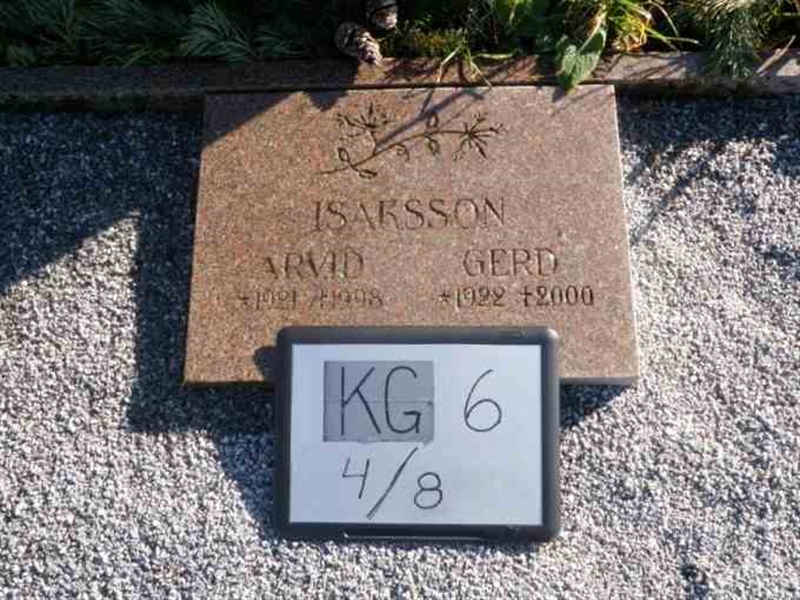 ISAKSSON
ARVID GERD
*1921 †1998 *1922 †2000
KG 6
4/8